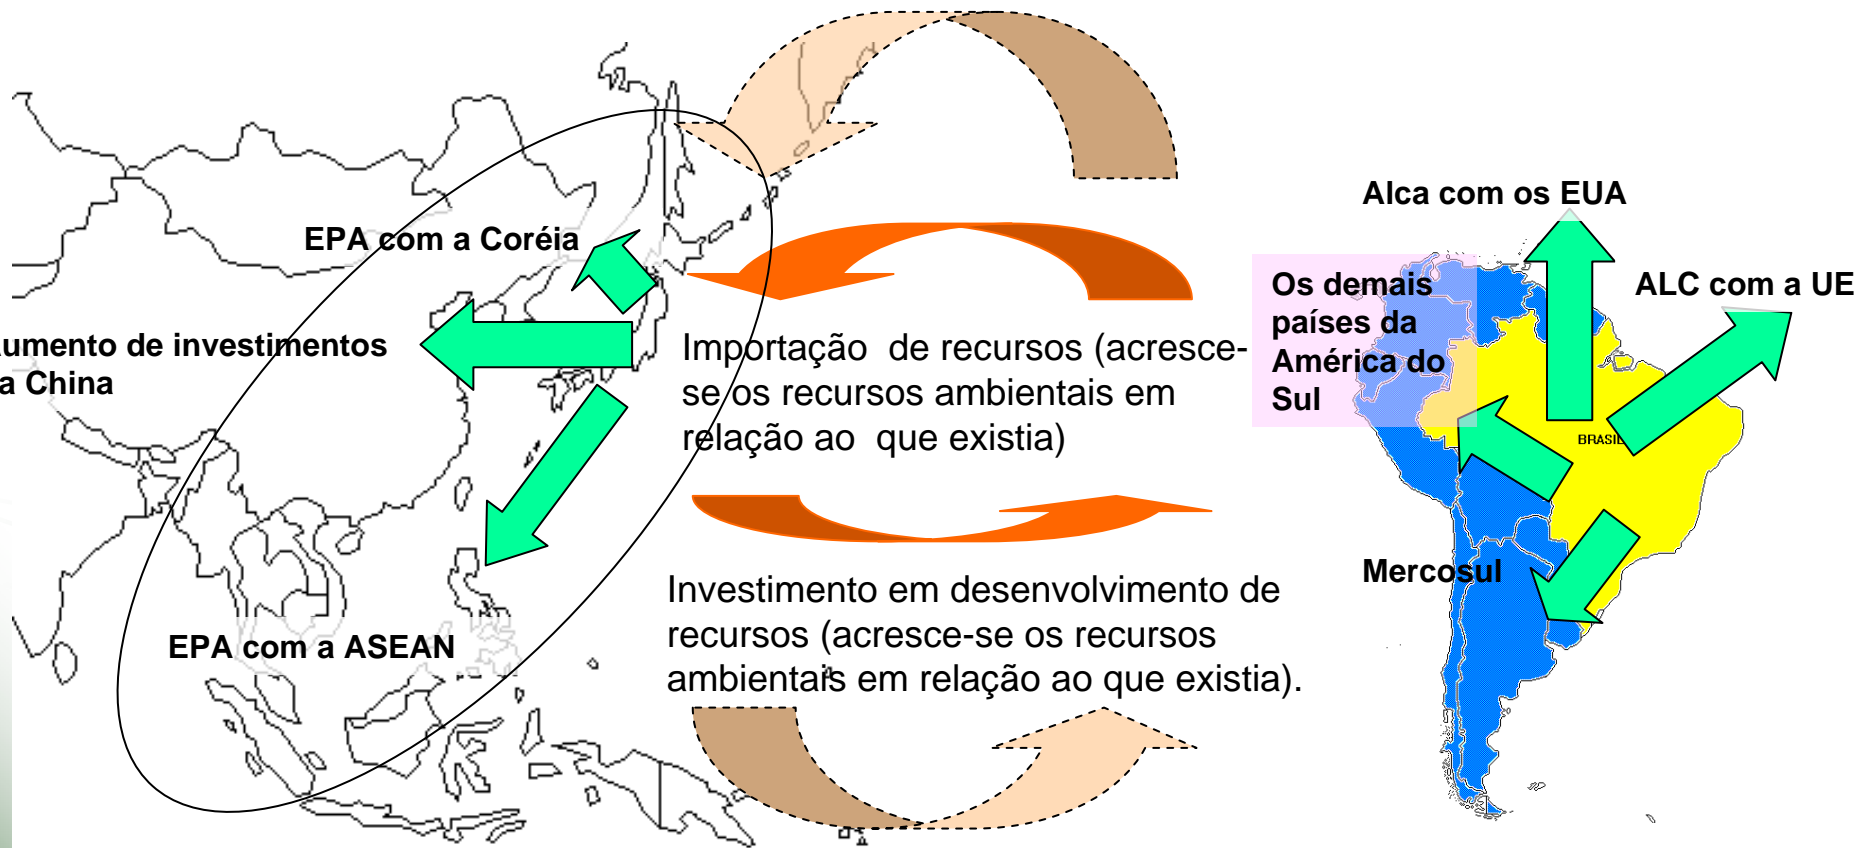 EPA com a Coréia
umento de investimentos
a China
EPA com a ASEAN
Importação de recursos (acresce-
se os recursos ambientais em
relação ao que existia)
Investimento em desenvolvimento de
recursos (acresce-se os recursos
ambientais em relação ao que existia).
Alca com os EUA
Os demais
países da
América do
Sul
ALC com a UE
BRASIL
Mercosul